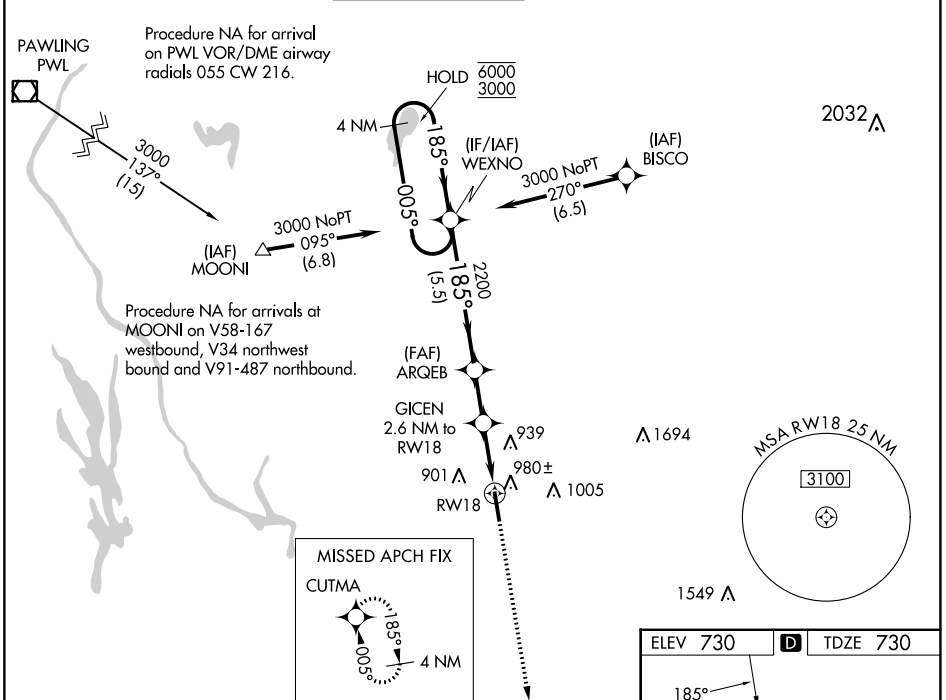 PAWLING
PWL
Procedure NA for arrival
on PWL VOR/DME airway
radials 055 CW 216.
HOLD
6000
3000
4 NM
185°
005°
(IF/IAF)
WEXNO
2032
(IAF)
BISCO
3000 NoPT
270°
(6.5)
3000
137°
(15)
3000 NoPT
095°
(6.8)
(IAF)
MOONI
2200
185°
(5.5)
Procedure NA for arrivals at
MOONI on V58-167
westbound, V34 northwest
bound and V91-487 northbound.
(FAF)
ARQEB
GICEN
2.6 NM to
RW18
939
1694
901
980±
1005
RW18
MSA RW18 25 NM
3100
MISSED APCH FIX
CUTMA
185°
005°
4 NM
1549
ELEV 730
D
TDZE 730
185°